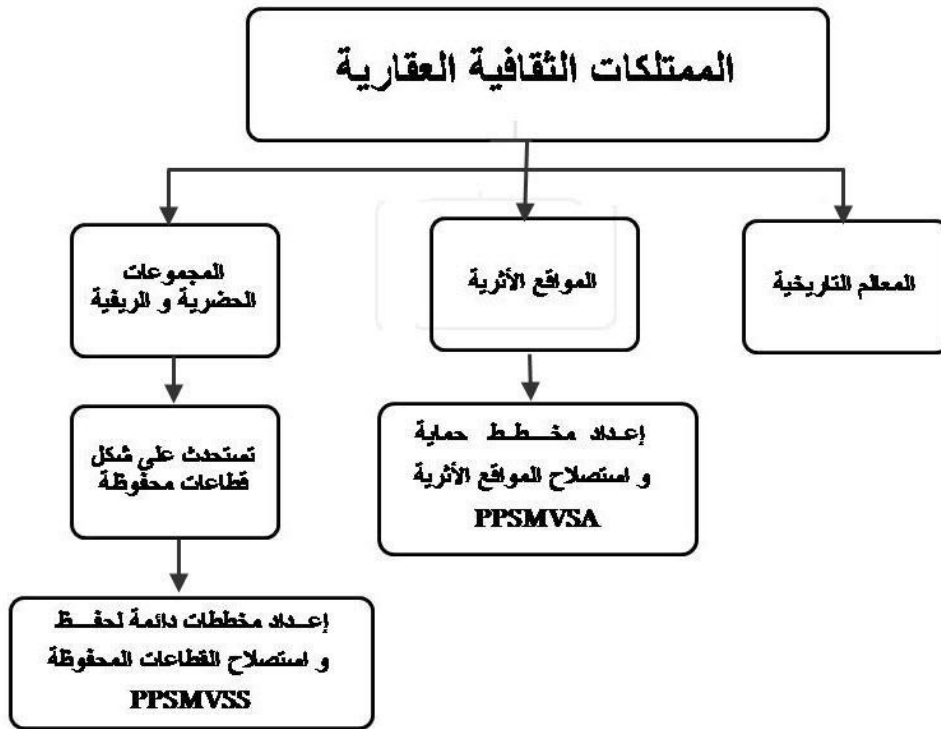 الممتلكات الثقافية العقارية
المعالم التاريخية
المواقع الأثرية
المجموعات
الحضرية و الريفية
إعداد مخطط حماية
و استصلاح المواقع الأثرية
PPSMVSA
تستحدث على شكل
قطاعات محفوظة
إعداد مخططات دائمة لحفظ
و استصلاح القطاعات المحفوظة
PPSMVSS